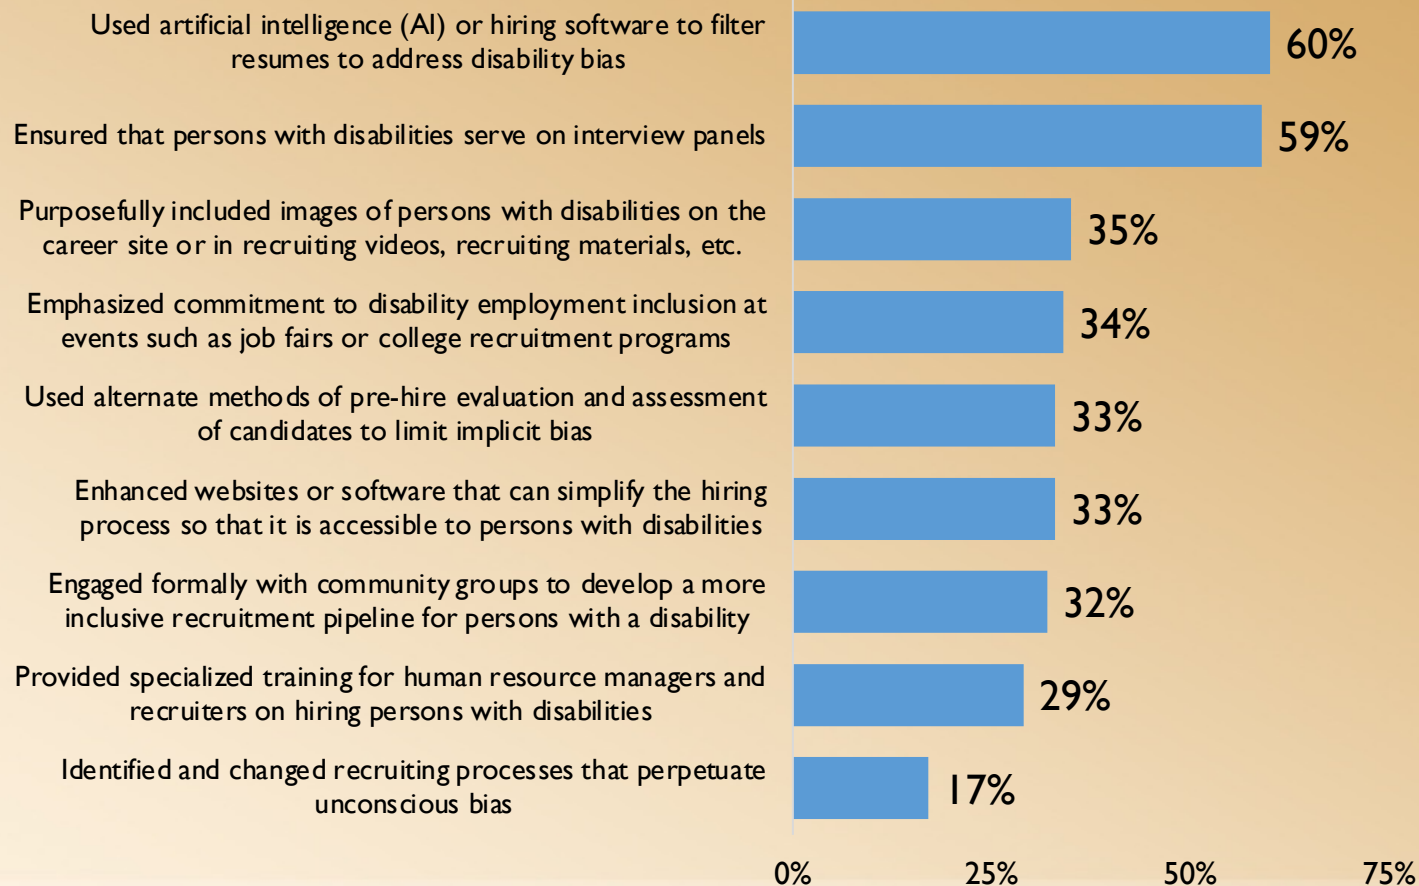 Used artificial intelligence (AI) or hiring software to filter
resumes to address disability bias
60%
Ensured that persons with disabilities serve on interview panels
59%
Purposefully included images of persons with disabilities on the
career site or in recruiting videos, recruiting materials, etc.
35%
Emphasized commitment to disability employment inclusion at
events such as job fairs or college recruitment programs
34%
Used alternate methods of pre-hire evaluation and assessment
of candidates to limit implicit bias
33%
Enhanced websites or software that can simplify the hiring
process so that it is accessible to persons with disabilities
33%
Engaged formally with community groups to develop a more
inclusive recruitment pipeline for persons with a disability
32%
Provided specialized training for human resource managers and
recruiters on hiring persons with disabilities
29%
Identified and changed recruiting processes that perpetuate
unconscious bias
17%
0% 25% 50% 75%